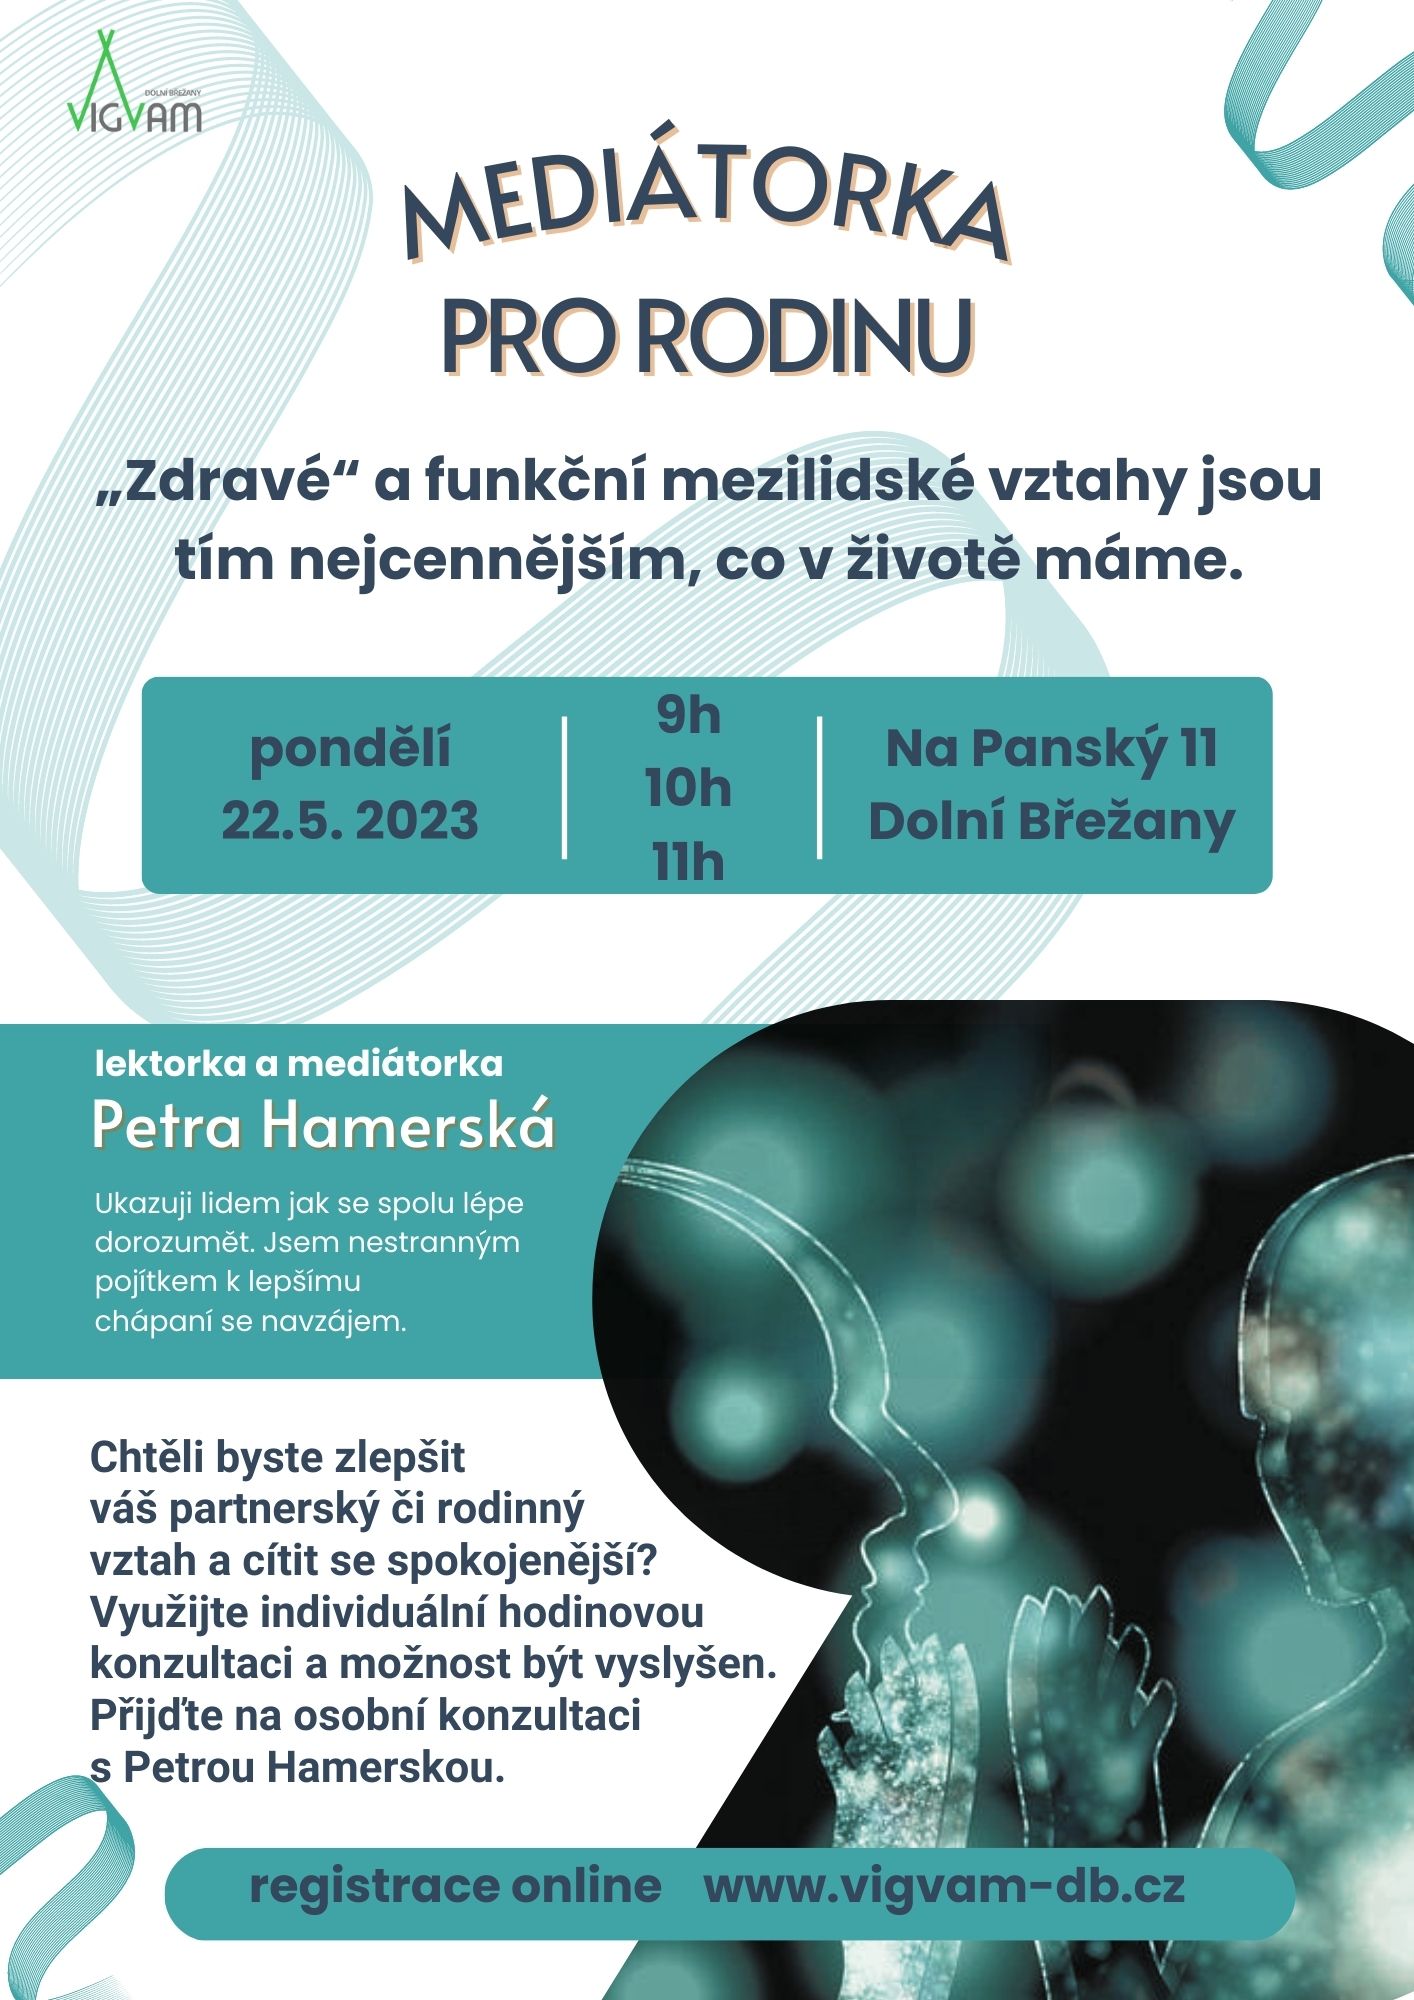 DOLNÍ BŘEŽANY
VIGVAM
MEDIÁTORKA
PRO RODINU
„Zdravé“ a funkční mezilidské vztahy jsou
tím nejcennějším, co v životě máme.
pondělí
22.5. 2023
9h
10h
11h
Na Panský 11
Dolní Břežany
lektorka a mediátorka
Petra Hamerská
Ukazuji lidem jak se spolu lépe
dorozumět. Jsem nestranným
pojítkem k lepšímu
chápaní se navzájem.
Chtěli byste zlepšit
váš partnerský či rodinný
vztah a cítit se spokojenější?
Využijte individuální hodinovou
konzultaci a možnost být vyslyšen.
Přijďte na osobní konzultaci
s Petrou Hamerskou.
registrace online www.vigvam-db.cz